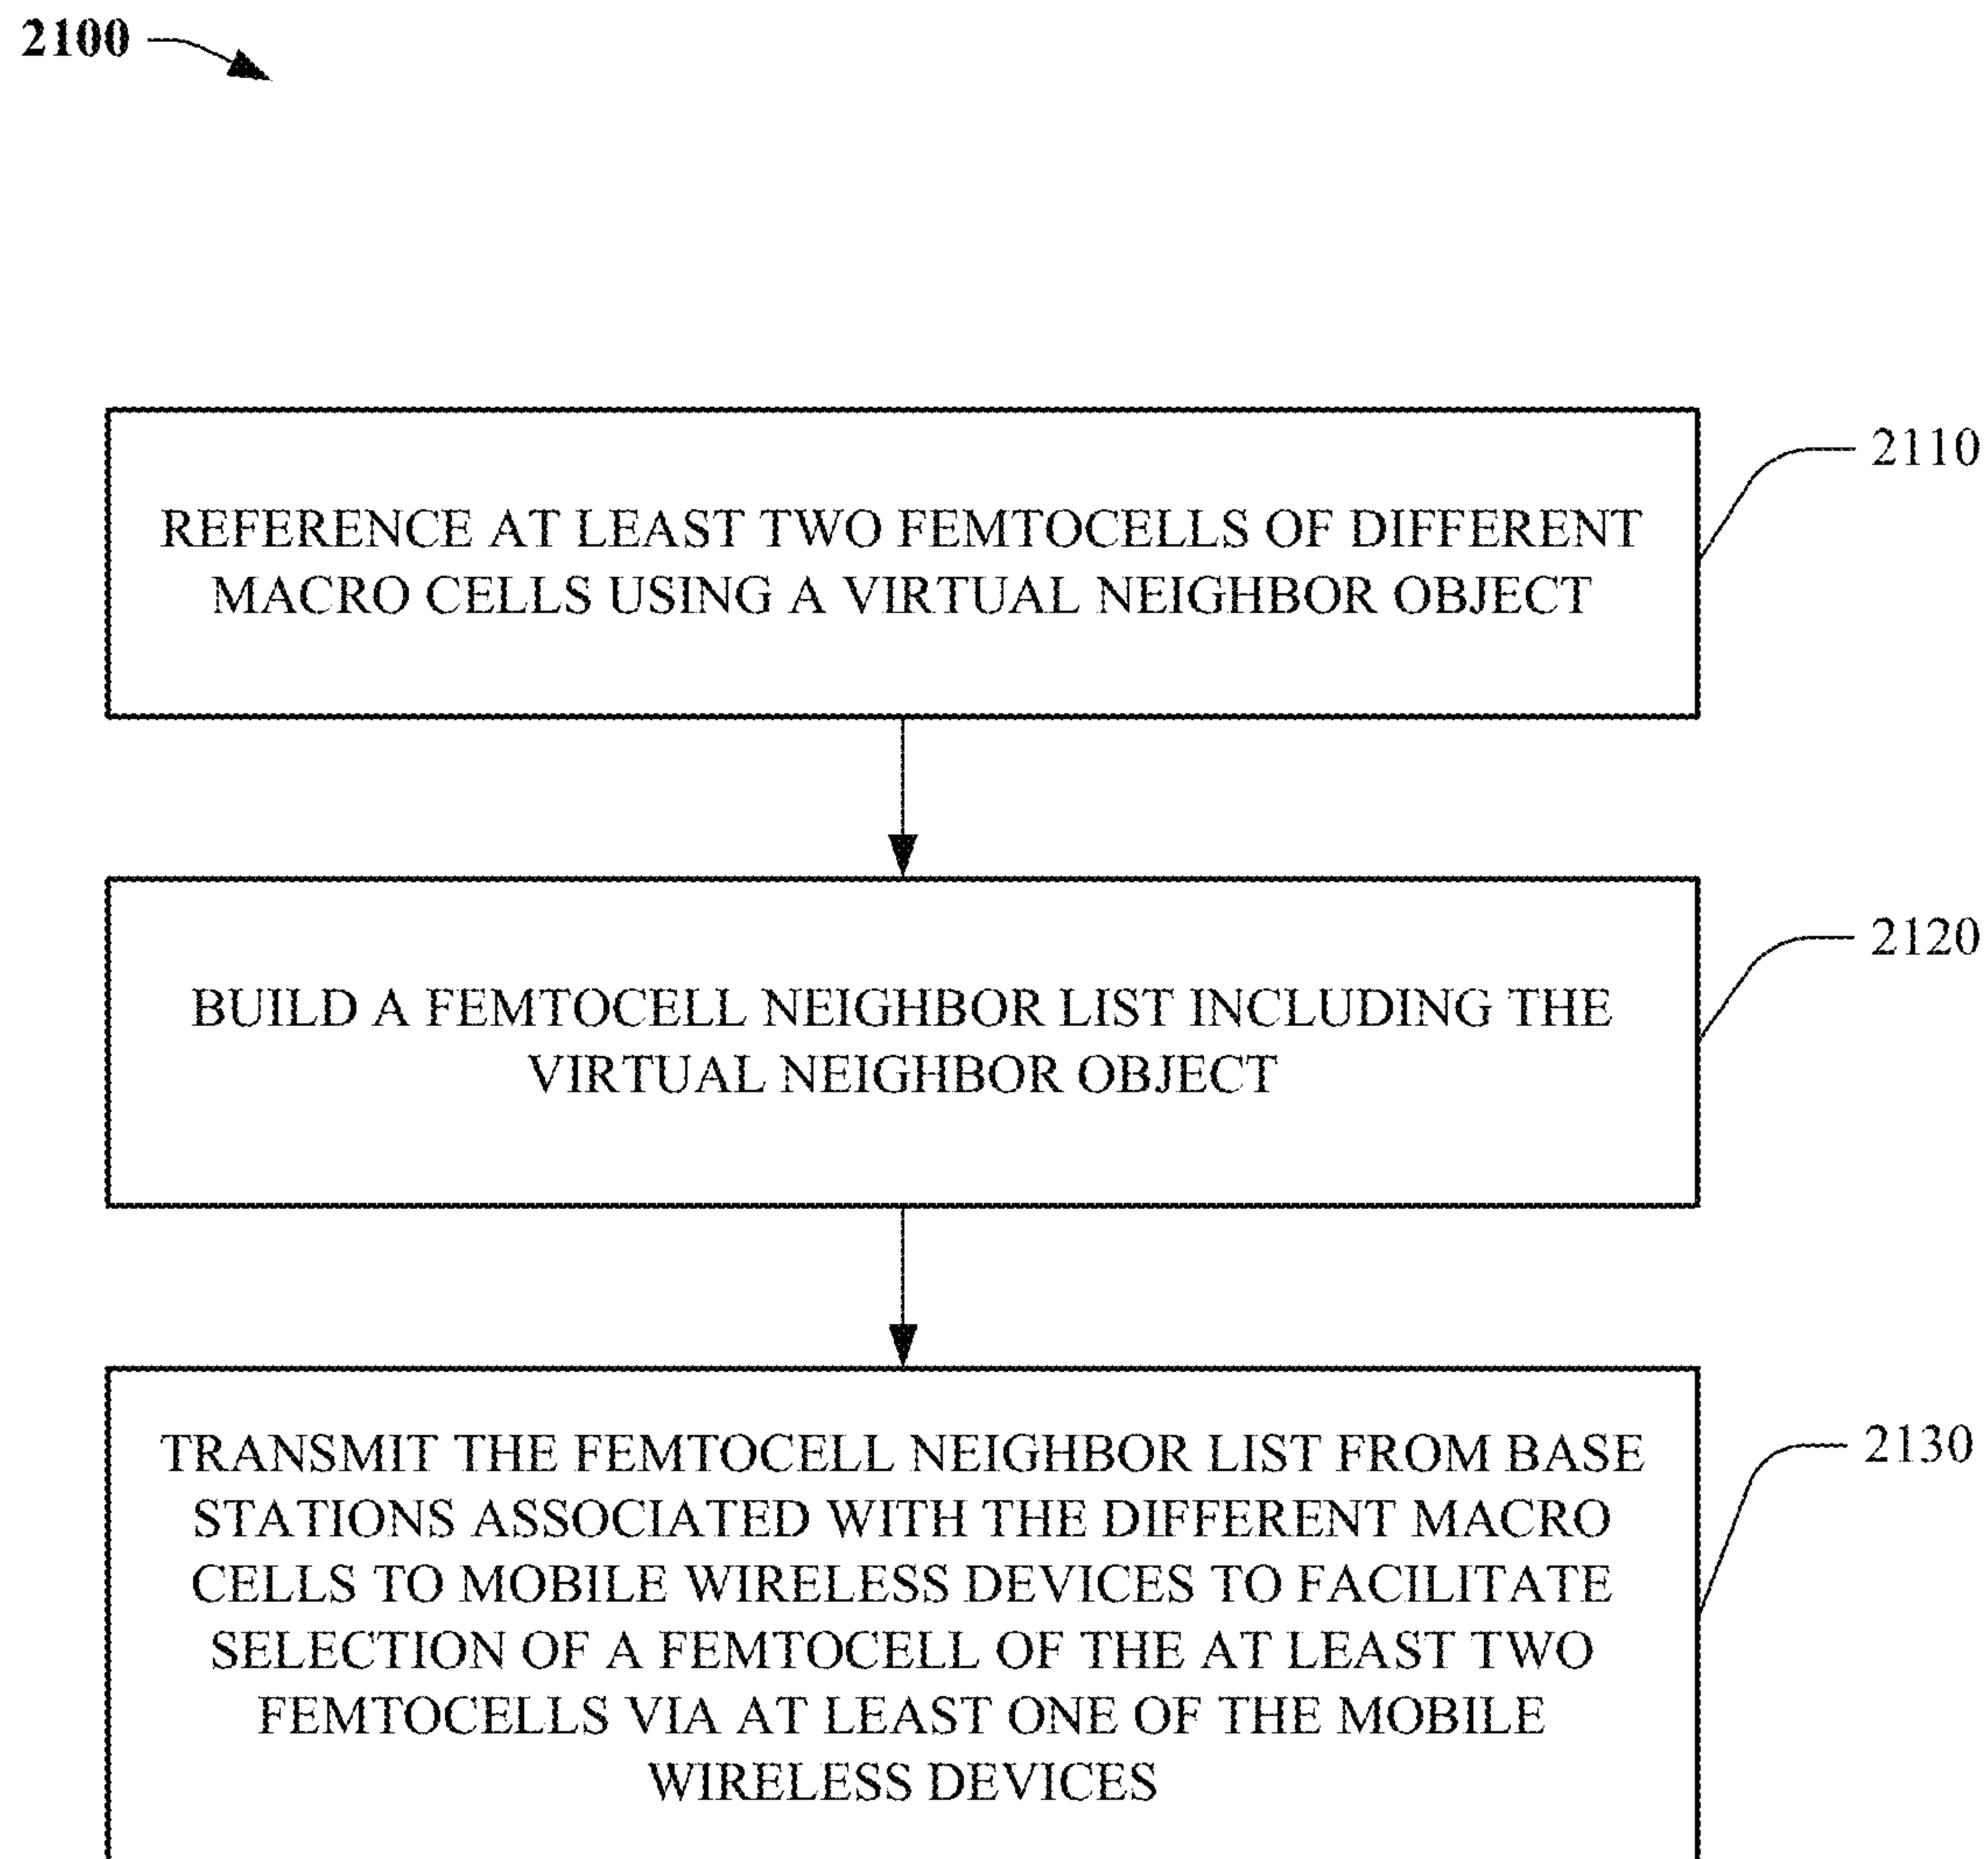 2100
REFERENCE AT LEAST TWO FEMTOCELLS OF DIFFERENT
MACRO CELLS USING A VIRTUAL NEIGHBOR OBJECT
2110
BUILD A FEMTOCELL NEIGHBOR LIST INCLUDING THE
VIRTUAL NEIGHBOR OBJECT
2120
TRANSMIT THE FEMTOCELL NEIGHBOR LIST FROM BASE
STATIONS ASSOCIATED WITH THE DIFFERENT MACRO
CELLS TO MOBILE WIRELESS DEVICES TO FACILITATE
SELECTION OF A FEMTOCELL OF THE AT LEAST TWO
FEMTOCELLS VIA AT LEAST ONE OF THE MOBILE
WIRELESS DEVICES
2130